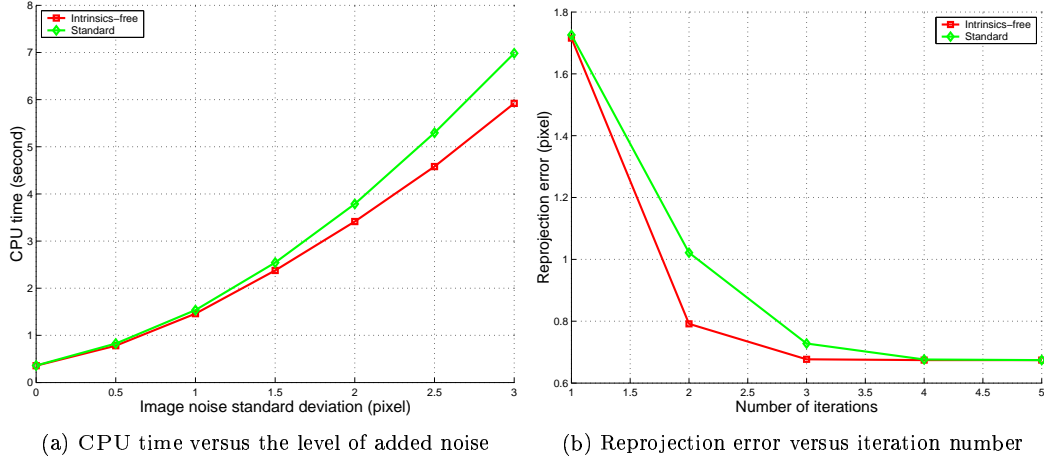 Intrinsics−free
Standard
8
7
6
5
4
3
2
1
0
CPU time (second)
0 0.5 1 1.5 2 2.5 3
Image noise standard deviation (pixel)
(a) CPU time versus the level of added noise
Intrinsics−free
Standard
1.8
1.6
1.4
1.2
1
0.8
0.6
Reprojection error (pixel)
1 1.5 2 2.5 3 3.5 4 4.5 5
Number of iterations
(b) Reprojection error versus iteration number